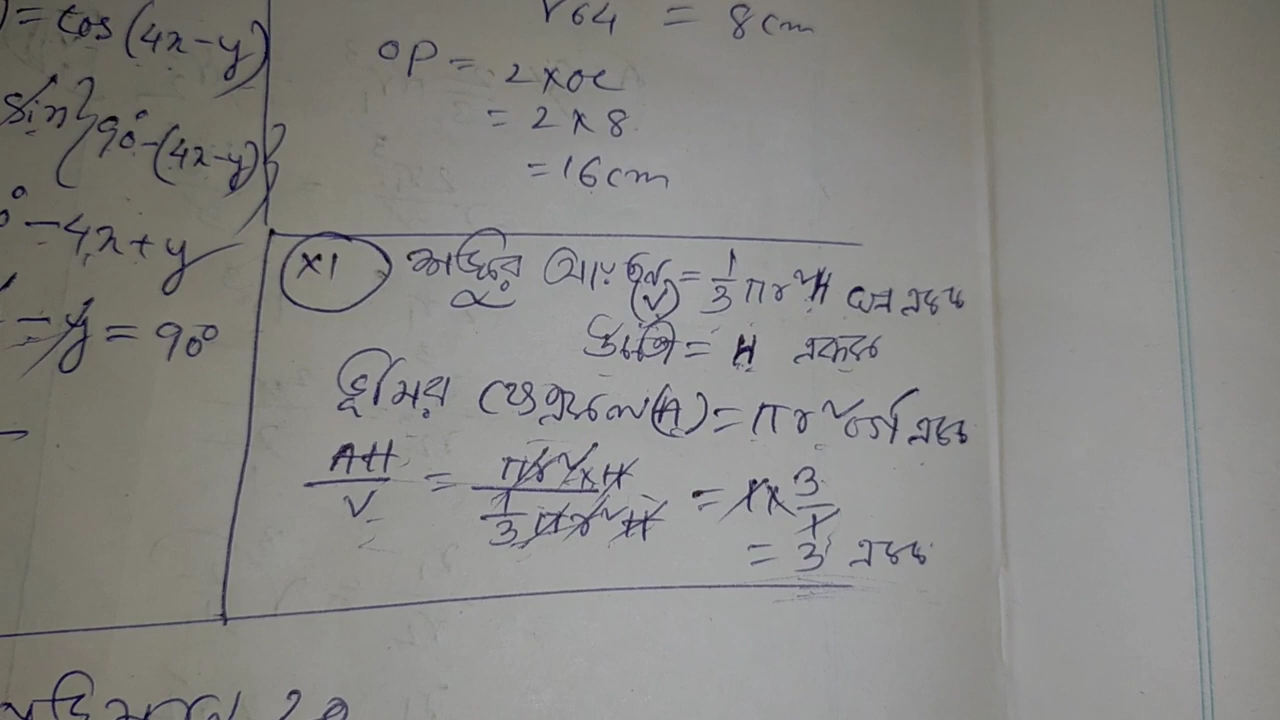 = cos(4x-y)
sin{90°-(4x-y)}
° -4x+y
- y = 90°
√64 = 8cm
OP = 2×OC
= 2×8
= 16cm
XI শঙ্কুর আয়তন (V) = 1/3 πr²H ঘন একক
উচ্চতা = H একক
ভূমির ক্ষেত্রফল (A) = πr² বর্গ একক
AH/V = πr²×H / 1/3 πr²H = 1×3/1
= 3 একক